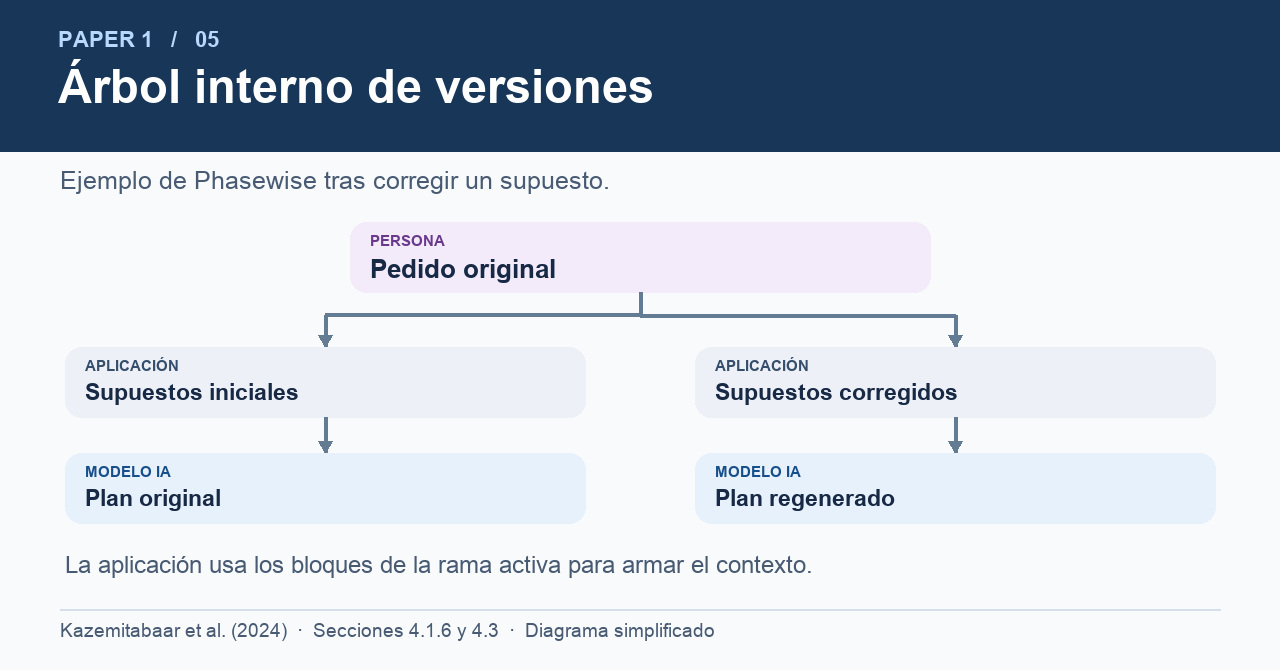 PAPER 1 / 05
Árbol interno de versiones
Ejemplo de Phasewise tras corregir un supuesto.
PERSONA
Pedido original
APLICACIÓN
Supuestos iniciales
APLICACIÓN
Supuestos corregidos
MODELO IA
Plan original
MODELO IA
Plan regenerado
La aplicación usa los bloques de la rama activa para armar el contexto.
Kazemitabaar et al. (2024) · Secciones 4.1.6 y 4.3 · Diagrama simplificado